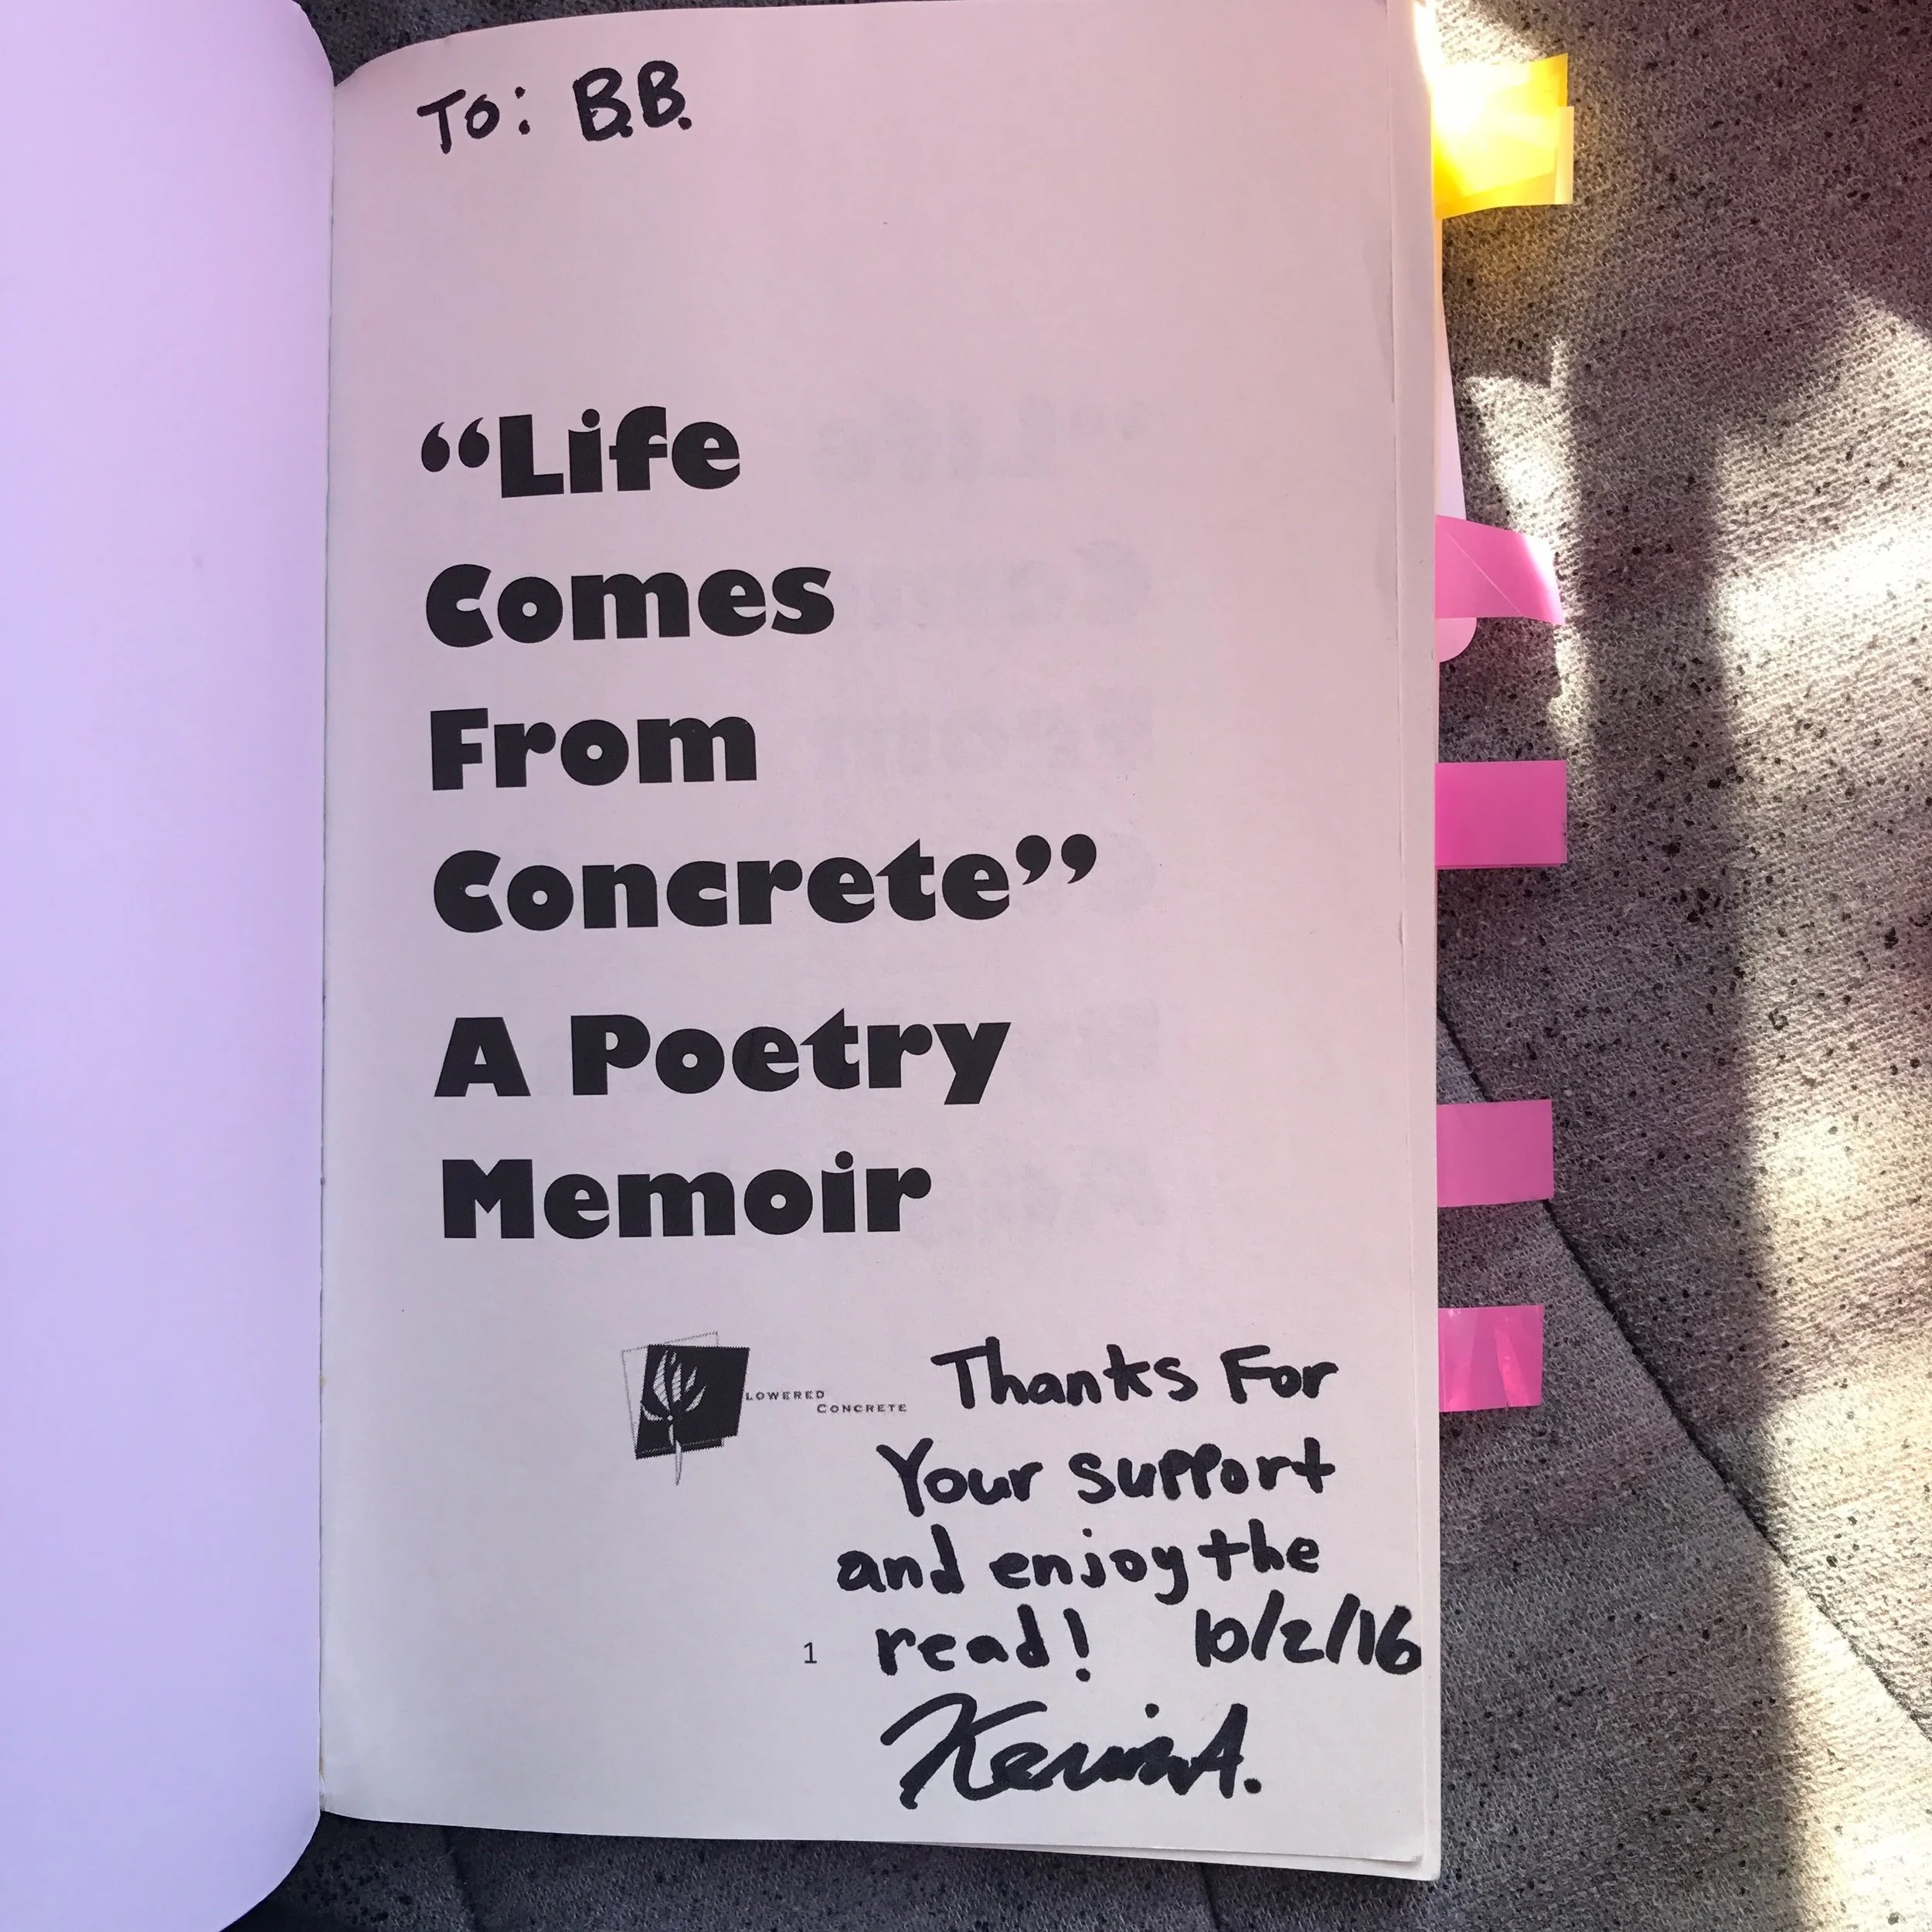 To: B.B.
“Life
Comes
From
Concrete”
A Poetry
Memoir
LOWERED
CONCRETE
Thanks For
Your support
and enjoy the
read! 10/2/16
1
Kevin A.